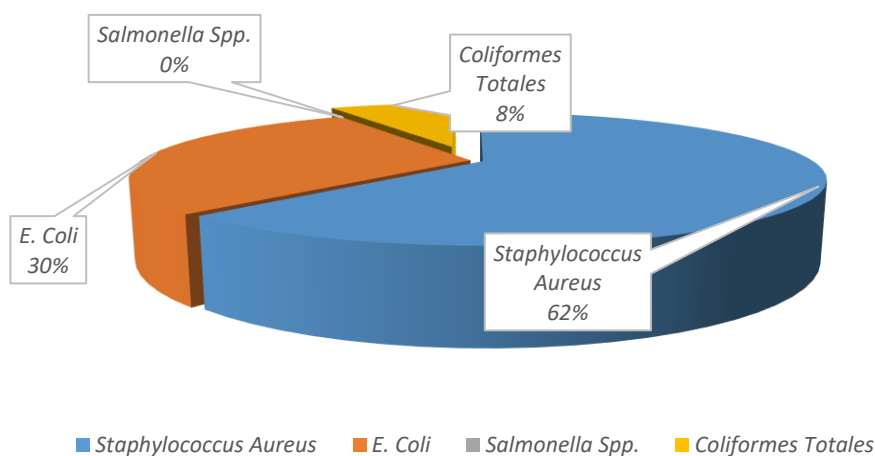 Salmonella Spp.
0%
Coliformes
Totales
8%
E. Coli
30%
Staphylococcus
Aureus
62%
Staphylococcus Aureus
E. Coli
Salmonella Spp.
Coliformes Totales